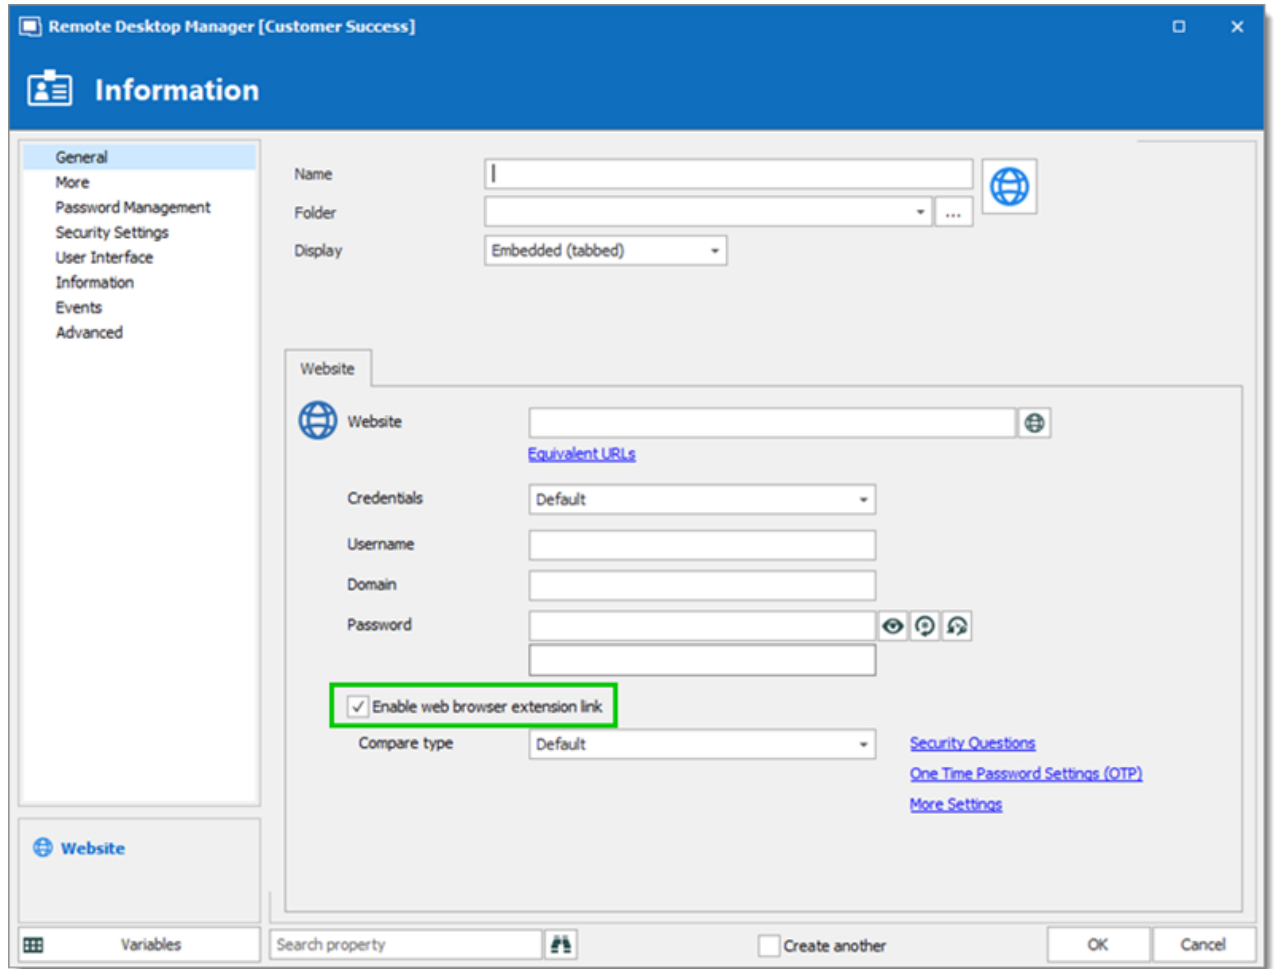 Remote Desktop Manager [Customer Success]
Information
General
More
Password Management
Security Settings
User Interface
Information
Events
Advanced
Name
Folder
...
Display
Embedded (tabbed)
Website
Website
Equivalent URLs
Credentials
Default
Username
Domain
Password
Enable web browser extension link
Compare type
Default
Security Questions
One Time Password Settings (OTP)
More Settings
Website
Variables
Search property
Create another
OK
Cancel